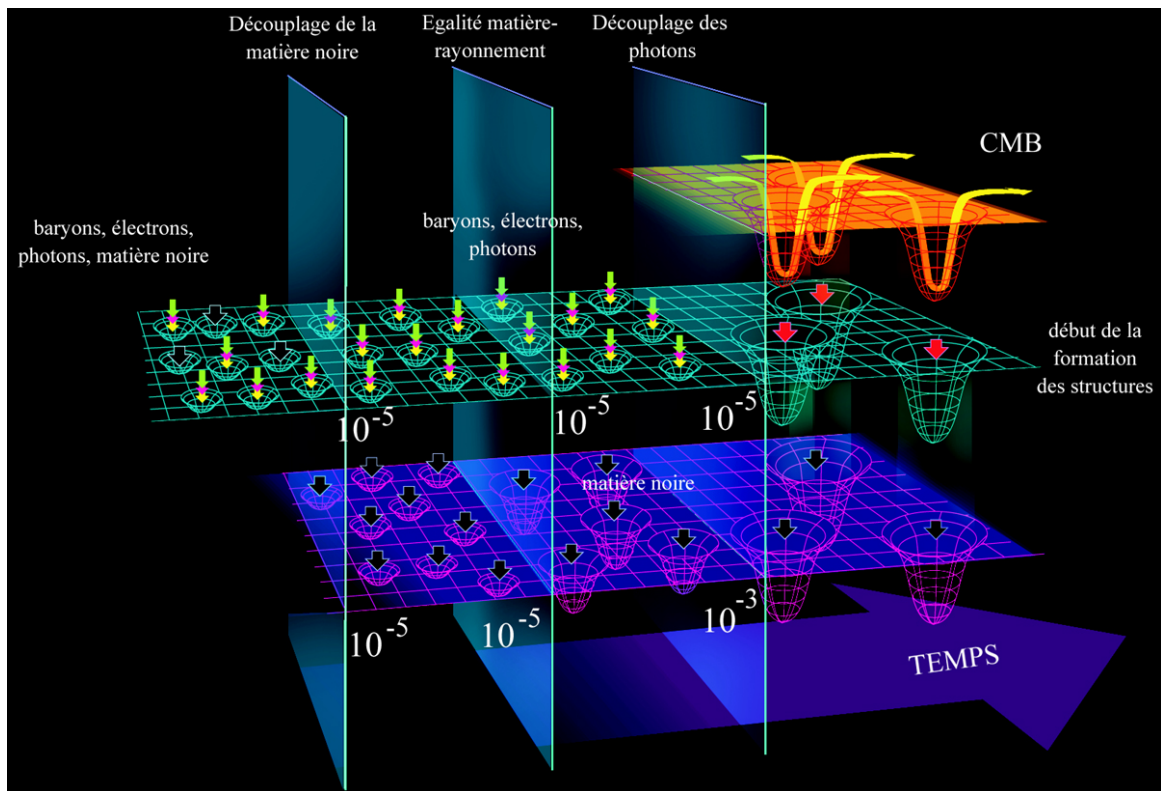 Découplage de la
matière noire
Egalité matière-
rayonnement
Découplage des
photons
CMB
baryons, électrons,
photons, matière noire
baryons, électrons,
photons
début de la
formation
des structures
10⁻⁵
10⁻⁵
10⁻⁵
matière noire
10⁻⁵
10⁻⁵
10⁻³
TEMPS